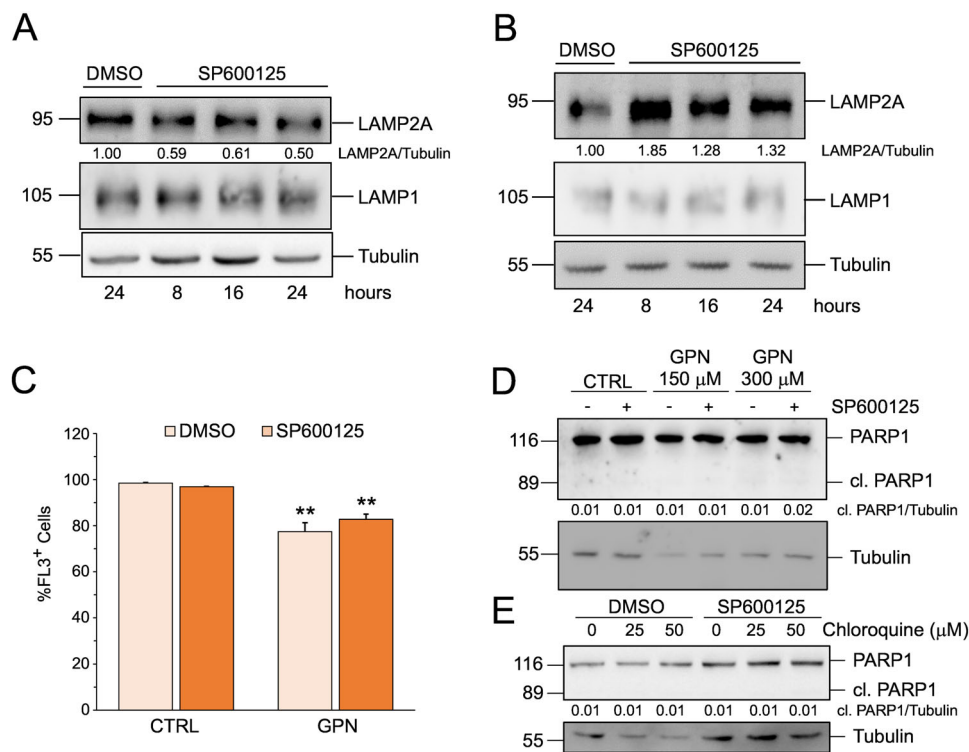 A
DMSO SP600125
95 LAMP2A
1.00 0.59 0.61 0.50 LAMP2A/Tubulin
105 LAMP1
55 Tubulin
24 8 16 24 hours
B
DMSO SP600125
95 LAMP2A
1.00 1.85 1.28 1.32 LAMP2A/Tubulin
105 LAMP1
55 Tubulin
24 8 16 24 hours
C
DMSO SP600125
%FL3+ Cells
120
100
80
60
40
20
0
** **
CTRL GPN
D
CTRL GPN 150 μM GPN 300 μM
- + - + - + SP600125
116 PARP1
89 cl. PARP1
0.01 0.01 0.01 0.01 0.01 0.02 cl. PARP1/Tubulin
55 Tubulin
E
DMSO SP600125
0 25 50 0 25 50 Chloroquine (μM)
116 PARP1
89 cl. PARP1
0.01 0.01 0.01 0.01 0.01 0.01 cl. PARP1/Tubulin
55 Tubulin